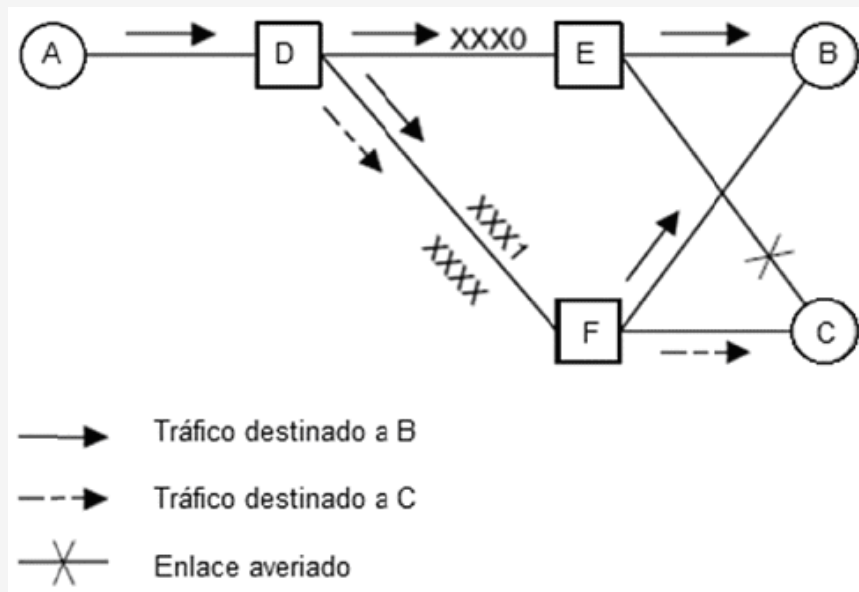 A
D
XXX0
E
B
XXX1
XXXX
F
C
Tráfico destinado a B
Tráfico destinado a C
Enlace averiado